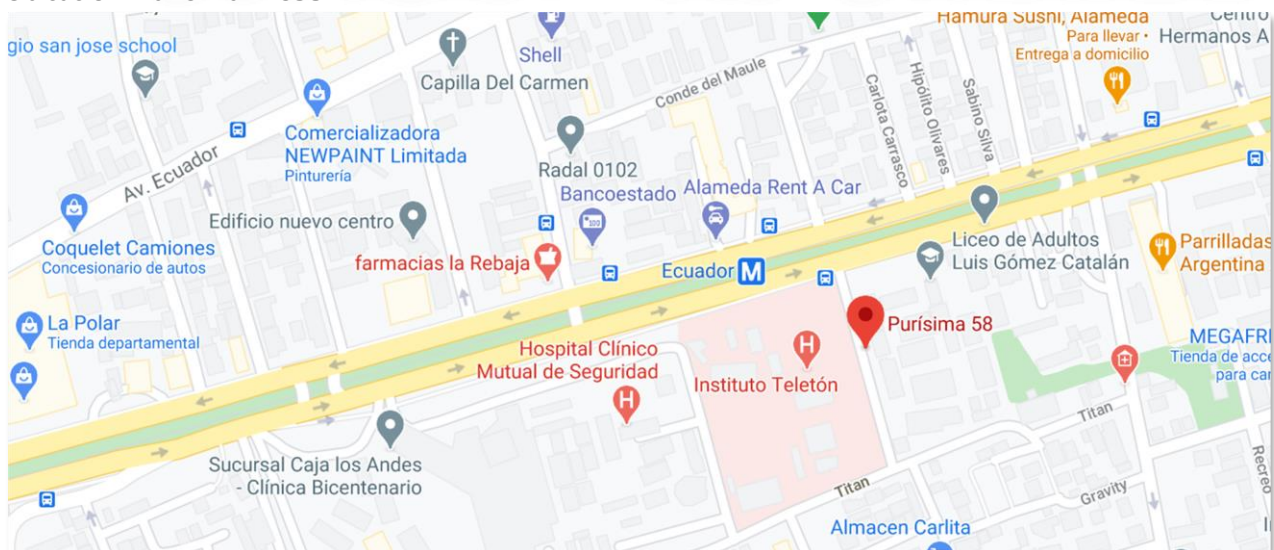 Hamura Sushi, Alameda
Para llevar ·
Entrega a domicilio
Centro
Hermanos A
gio san jose school
Shell
Capilla Del Carmen
Conde del Maule
Carlota Carrasco
Hipólito Olivares
Sabino Silva
Comercializadora
NEWPAINT Limitada
Pinturería
Av. Ecuador
Radal 0102
Bancoestado
Alameda Rent A Car
Edificio nuevo centro
Coquelet Camiones
Concesionario de autos
farmacias la Rebaja
Ecuador M
Liceo de Adultos
Luis Gómez Catalán
Parrilladas
Argentina
La Polar
Tienda departamental
Purísima 58
Hospital Clínico
Mutual de Seguridad
Instituto Teletón
MEGAFRE
Tienda de acce
para car
Titan
Sucursal Caja los Andes
- Clínica Bicentenario
Titan
Gravity
Recreo
Almacen Carlita